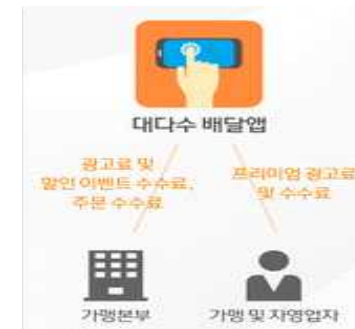 대다수 배달앱
광고료 및
할인 이벤트 수수료,
주문 수수료
프리미엄 광고료
및 수수료
가맹본부
가맹 및 자영업자